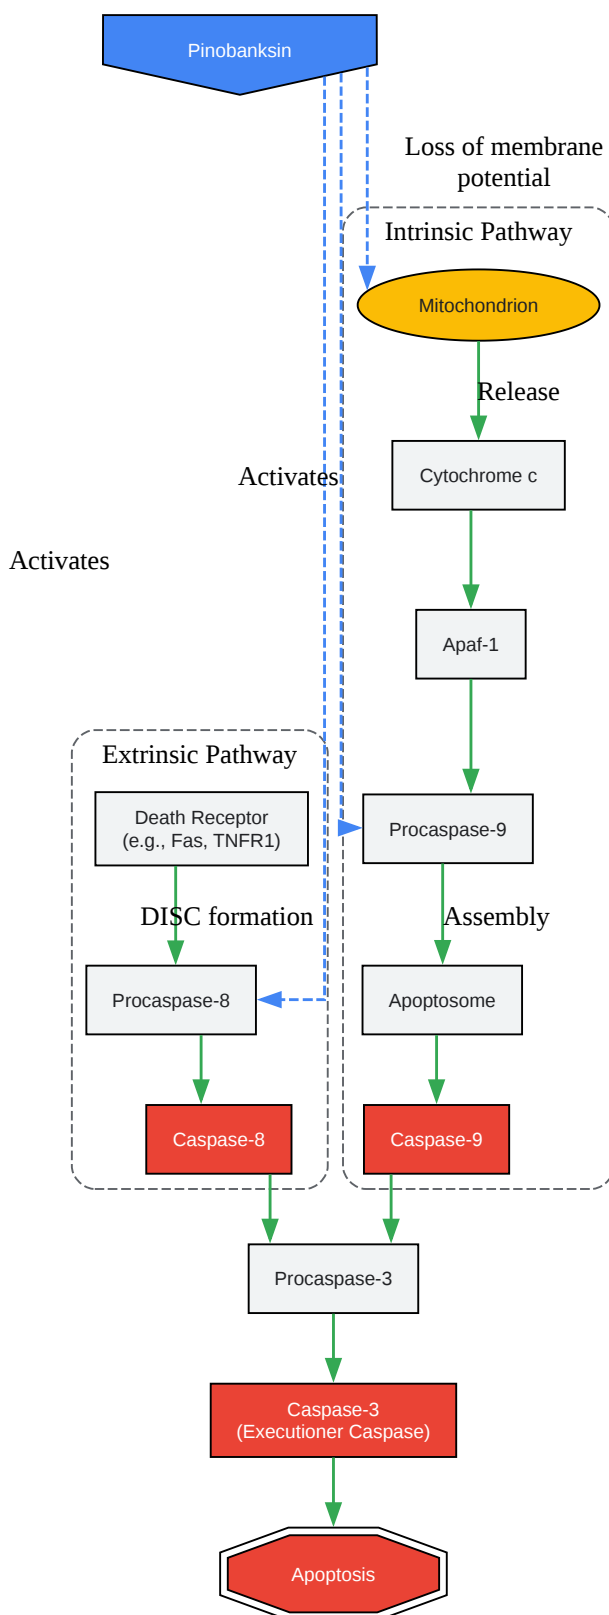 Pinobanksin
Loss of membrane
potential
Intrinsic Pathway
Mitochondrion
Release
Cytochrome c
Activates
Activates
Apaf-1
Extrinsic Pathway
Death Receptor
(e.g., Fas, TNFR1)
Procaspase-9
DISC formation
Assembly
Procaspase-8
Apoptosome
Caspase-8
Caspase-9
Procaspase-3
Caspase-3
(Executioner Caspase)
Apoptosis